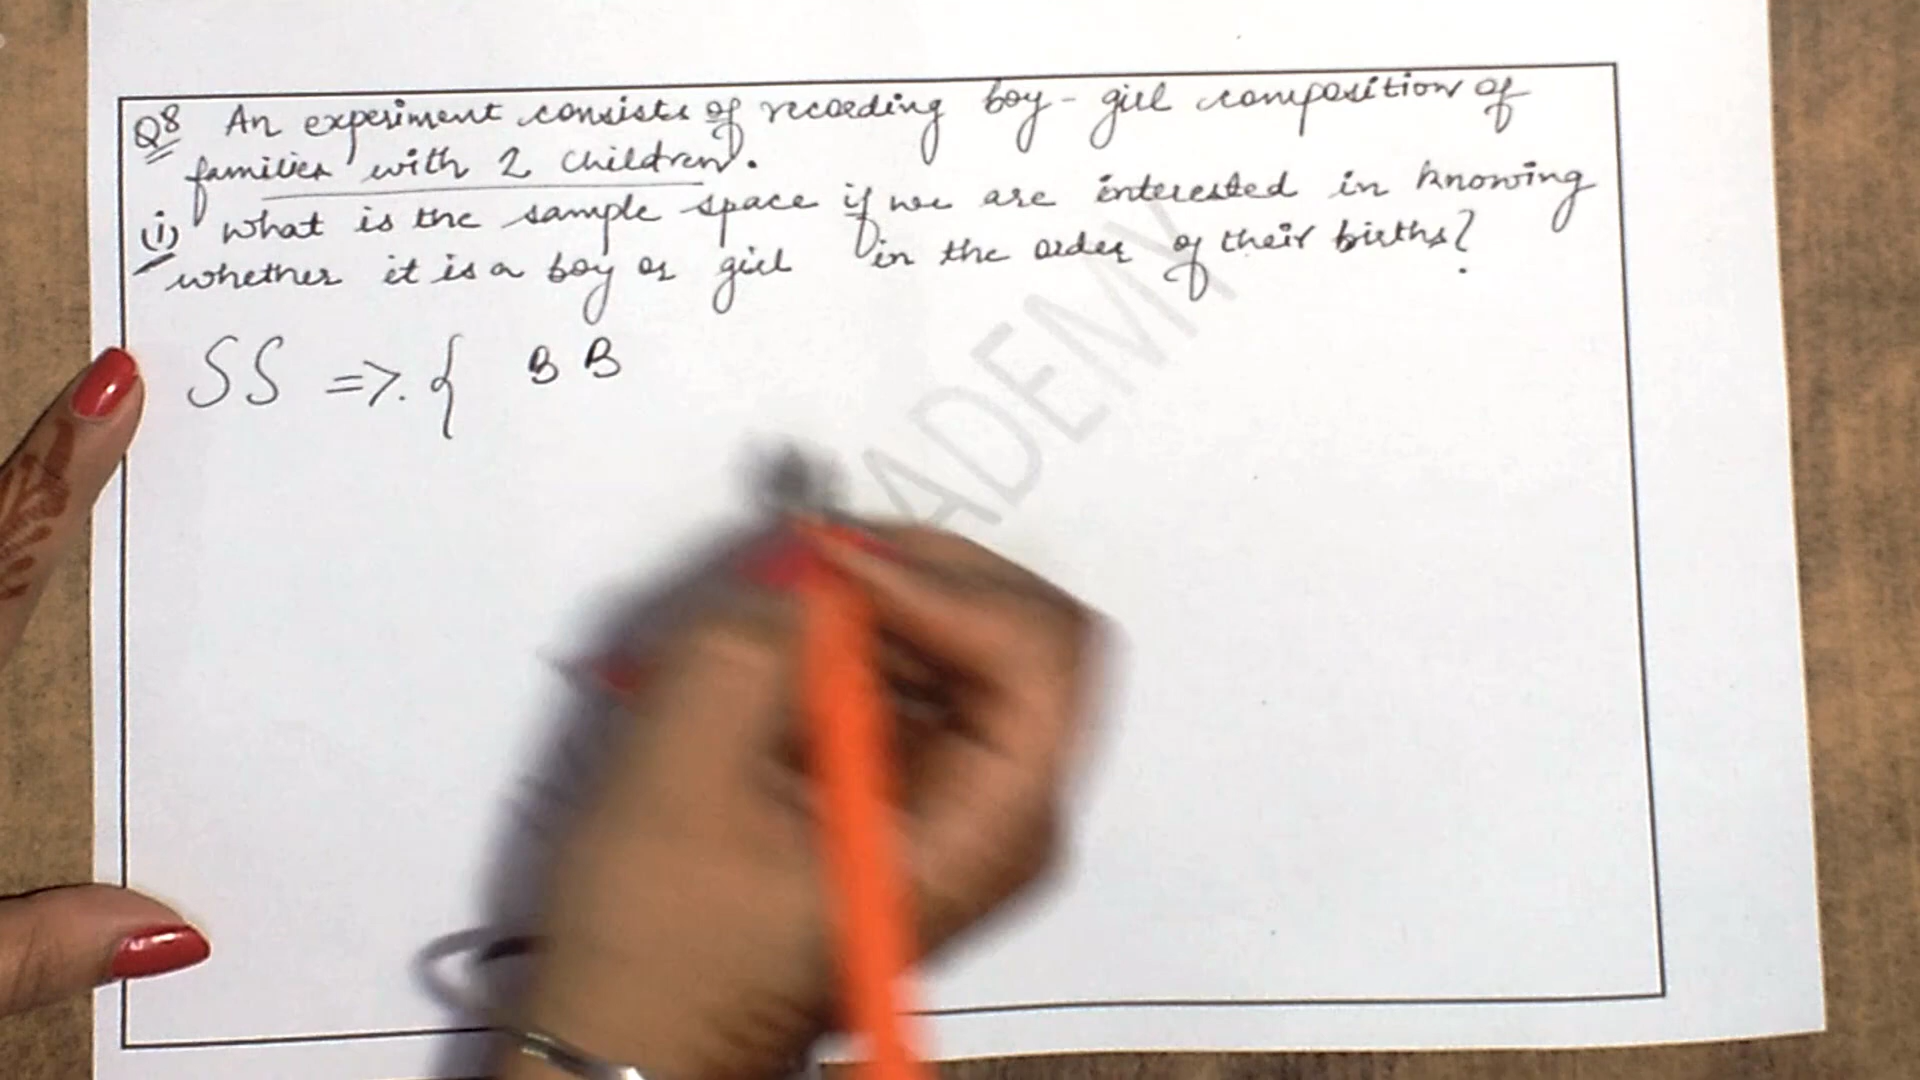 Q8 An experiment consists of recording boy - girl composition of
families with 2 children.
(i) What is the sample space if we are interested in knowing
whether it is a boy or girl in the order of their births?
SS => { B B
ADEMY